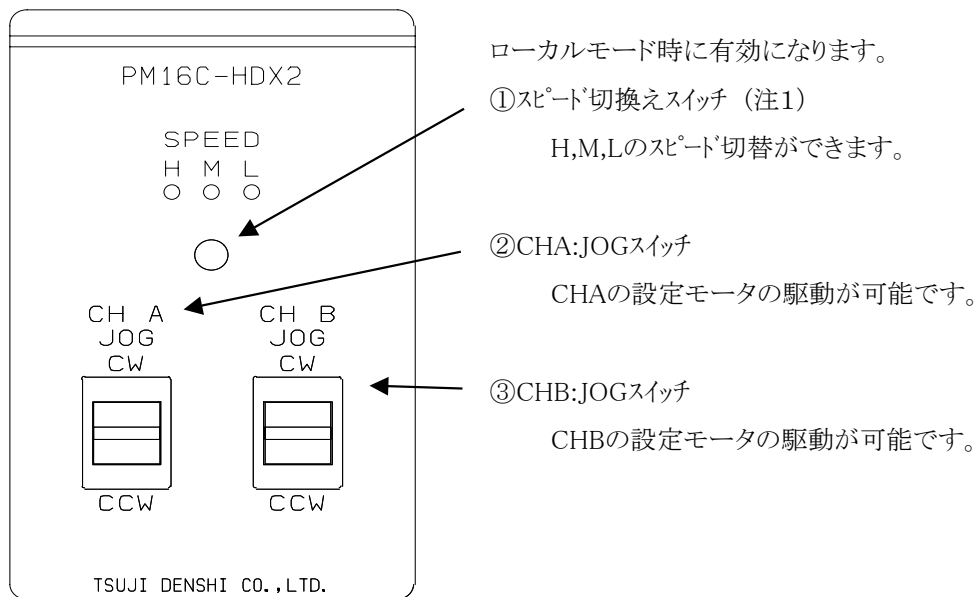 PM16C-HDX2
SPEED
H M L
CH A CH B
JOG JOG
CW CW
CCW CCW
TSUJI DENSHI CO.,LTD.
ローカルモード時に有効になります。
①スピード切換えスイッチ（注1）
H,M,Lのスピード切替ができます。
②CHA:JOGスイッチ
CHAの設定モータの駆動が可能です。
③CHB:JOGスイッチ
CHBの設定モータの駆動が可能です。